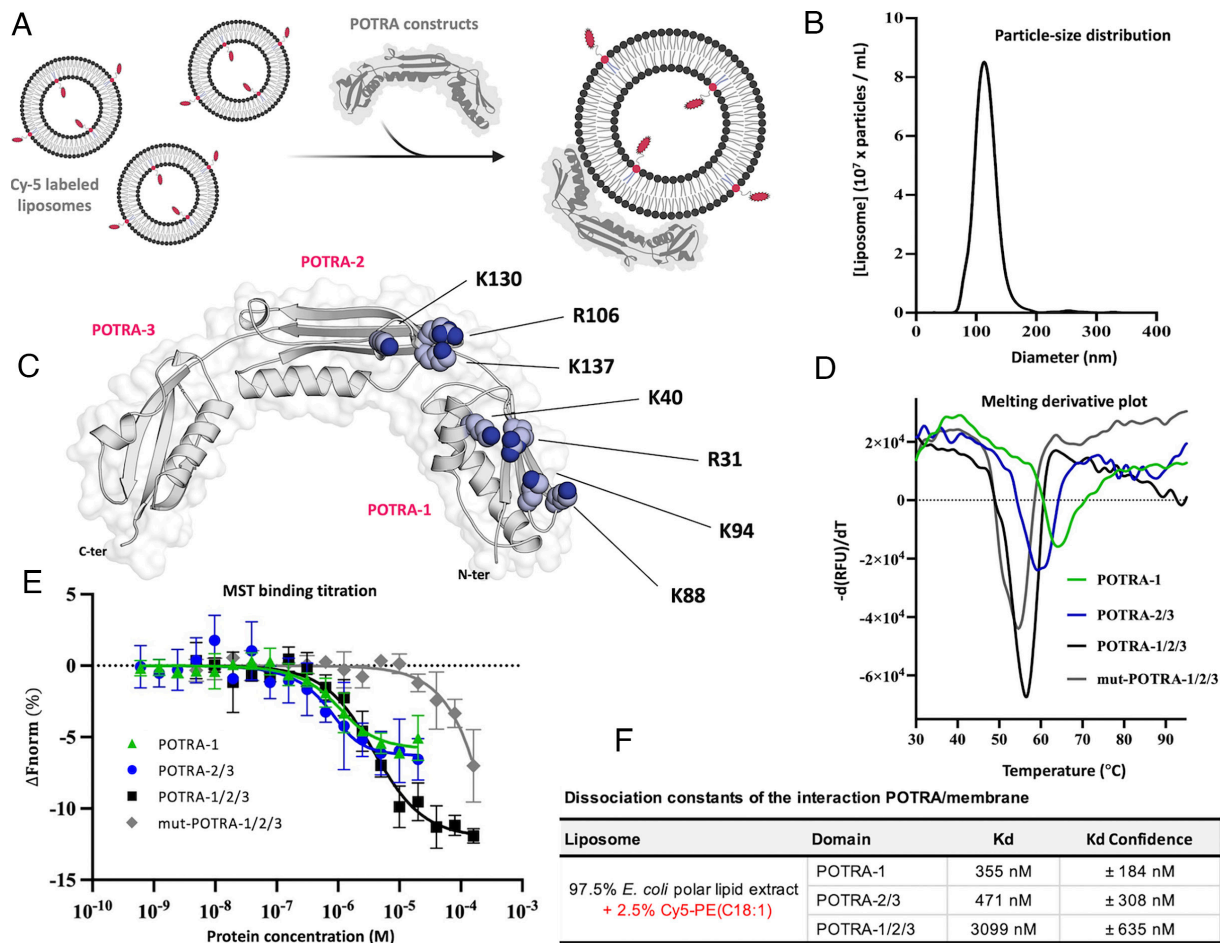 A
POTRA constructs
Cy-5 labeled
liposomes
B
Particle-size distribution
[Liposome] (10⁷ x particles / mL)
10
8
6
4
2
0
0 100 200 300 400
Diameter (nm)
C
POTRA-2
POTRA-3
POTRA-1
K130
R106
K137
K40
R31
K94
K88
C-ter
N-ter
D
Melting derivative plot
-d(RFU)/dT
2×10⁴
0
-2×10⁴
-4×10⁴
-6×10⁴
30 40 50 60 70 80 90
Temperature (°C)
POTRA-1
POTRA-2/3
POTRA-1/2/3
mut-POTRA-1/2/3
E
MST binding titration
ΔFnorm (%)
5
0
-5
-10
-15
10⁻¹⁰ 10⁻⁹ 10⁻⁸ 10⁻⁷ 10⁻⁶ 10⁻⁵ 10⁻⁴ 10⁻³
Protein concentration (M)
POTRA-1
POTRA-2/3
POTRA-1/2/3
mut-POTRA-1/2/3
F
Dissociation constants of the interaction POTRA/membrane
Liposome Domain Kd Kd Confidence
97.5% E. coli polar lipid extract
+ 2.5% Cy5-PE(C18:1)
POTRA-1 355 nM ± 184 nM
POTRA-2/3 471 nM ± 308 nM
POTRA-1/2/3 3099 nM ± 635 nM